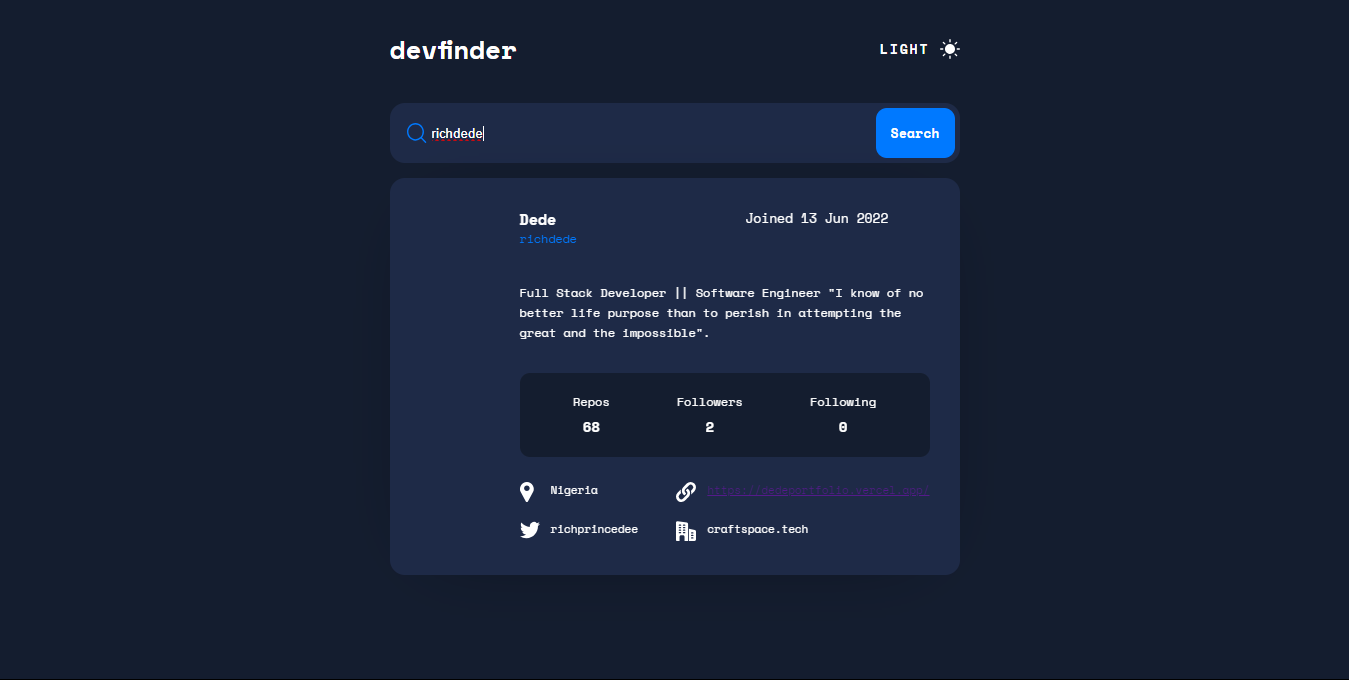 devfinder
LIGHT
richdede
Search
Dede
Joined 13 Jun 2022
richdede
Full Stack Developer || Software Engineer "I know of no
better life purpose than to perish in attempting the
great and the impossible".
Repos
Followers
Following
68
2
0
Nigeria
https://dedeportfolio.vercel.app/
richprincedee
craftspace.tech